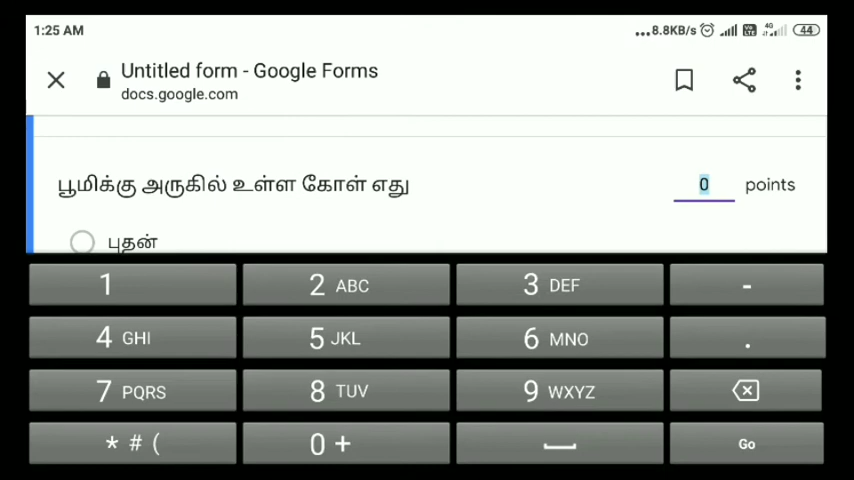 1:25 AM ...8.8KB/s VoLTE 4G 44
Untitled form - Google Forms
docs.google.com
பூமிக்கு அருகில் உள்ள கோள் எது 0 points
புதன்
1 2 ABC 3 DEF -
4 GHI 5 JKL 6 MNO .
7 PQRS 8 TUV 9 WXYZ
* # ( 0 + Go